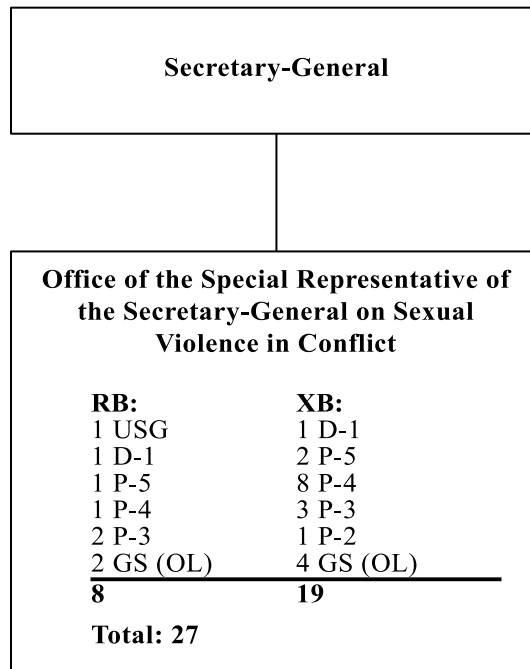 Secretary-General
Office of the Special Representative of
the Secretary-General on Sexual
Violence in Conflict
RB: XB:
1 USG 1 D-1
1 D-1 2 P-5
1 P-5 8 P-4
1 P-4 3 P-3
2 P-3 1 P-2
2 GS (OL) 4 GS (OL)
8 19
Total: 27